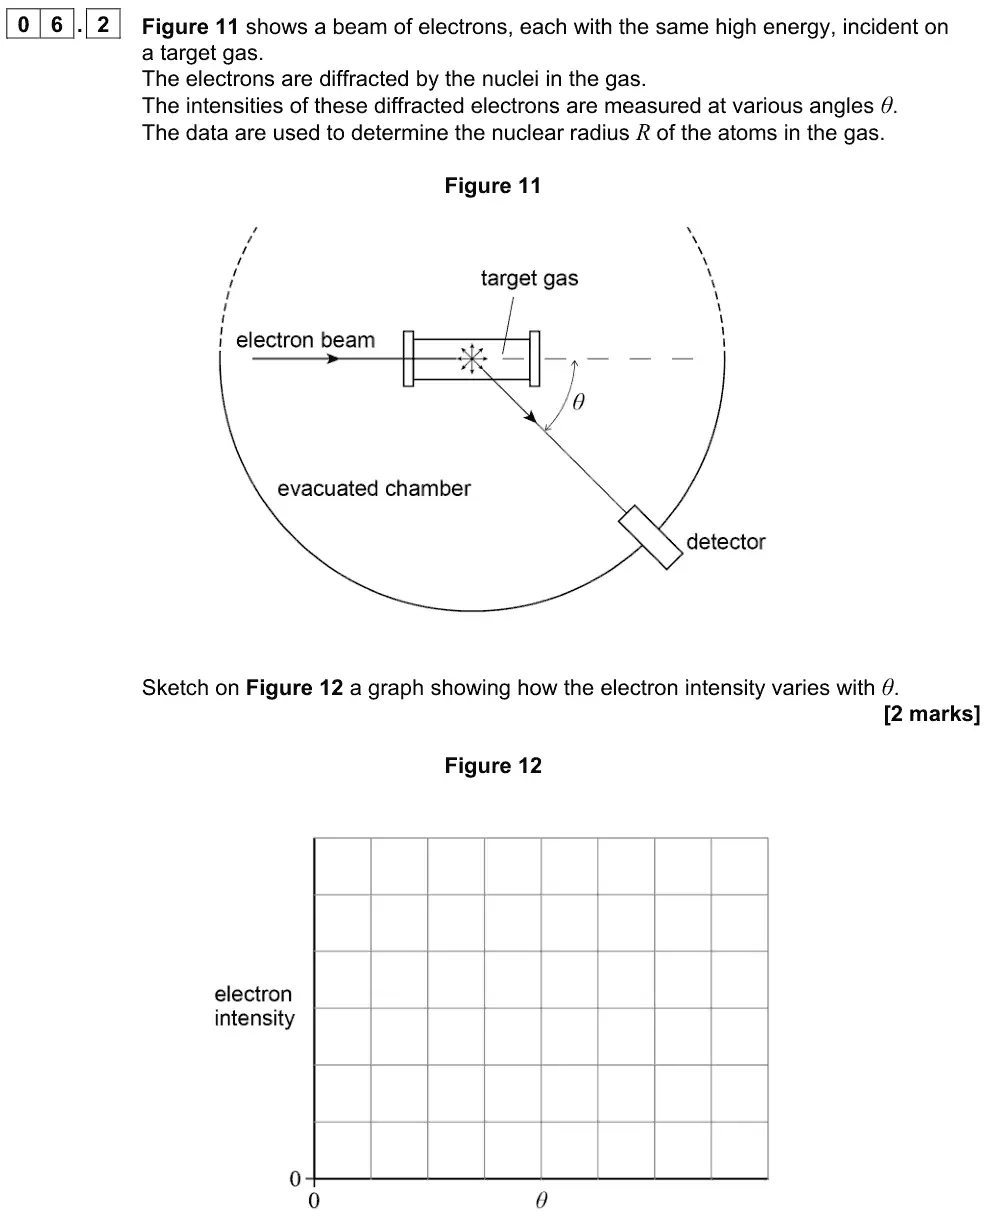 0 6 . 2 Figure 11 shows a beam of electrons, each with the same high energy, incident on
a target gas.
The electrons are diffracted by the nuclei in the gas.
The intensities of these diffracted electrons are measured at various angles θ.
The data are used to determine the nuclear radius R of the atoms in the gas.
Figure 11
target gas
electron beam
θ
evacuated chamber
detector
Sketch on Figure 12 a graph showing how the electron intensity varies with θ.
[2 marks]
Figure 12
electron
intensity
0
0
θ